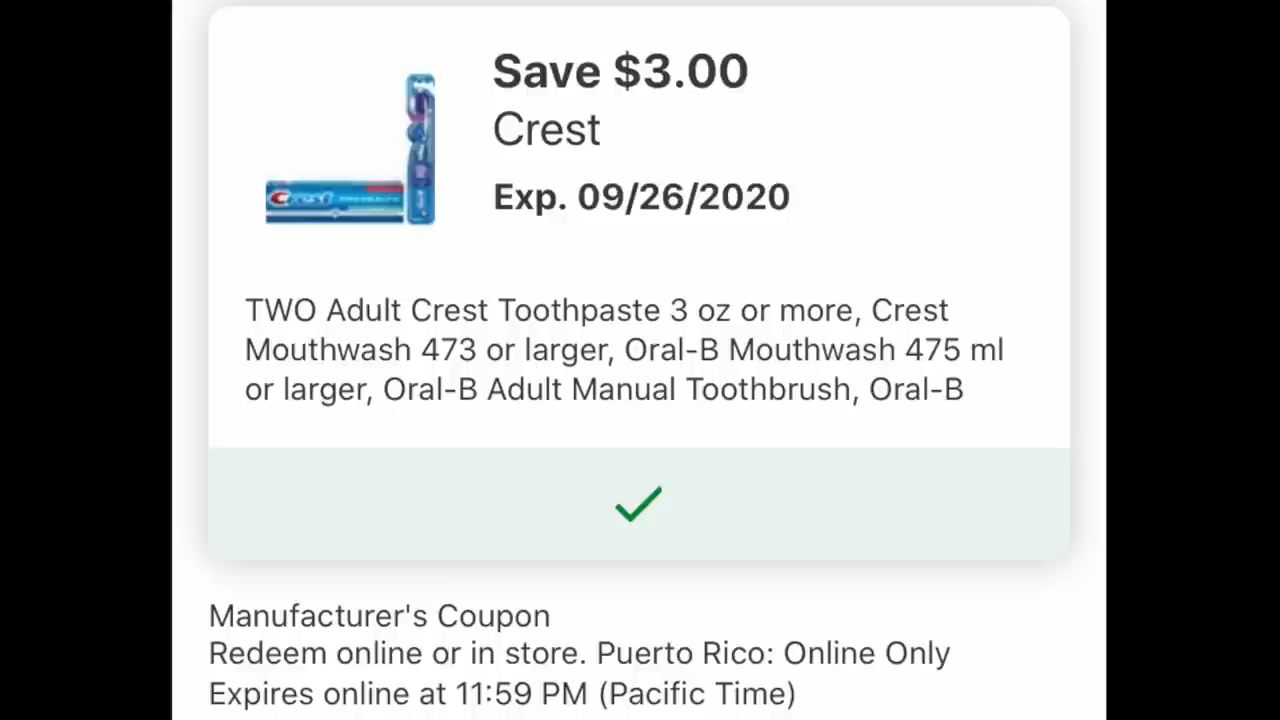 Save $3.00
Crest
Exp. 09/26/2020
Crest
TWO Adult Crest Toothpaste 3 oz or more, Crest
Mouthwash 473 or larger, Oral-B Mouthwash 475 ml
or larger, Oral-B Adult Manual Toothbrush, Oral-B
Manufacturer's Coupon
Redeem online or in store. Puerto Rico: Online Only
Expires online at 11:59 PM (Pacific Time)